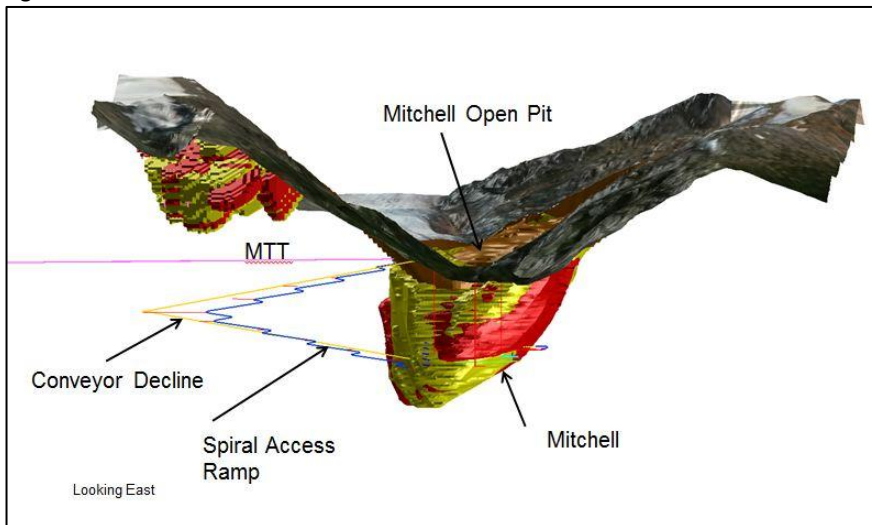 Mitchell Open Pit
MTT
Conveyor Decline
Spiral Access
Ramp
Mitchell
Looking East